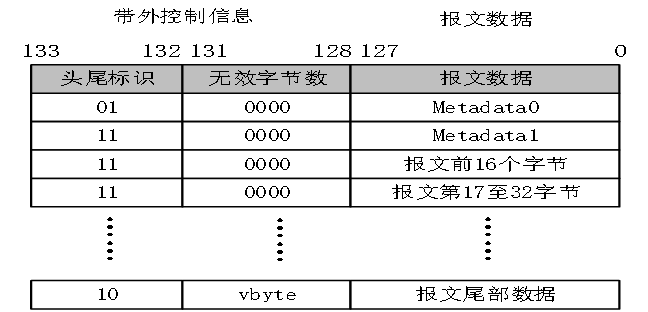 带外控制信息 报文数据
133 132 131 128 127 0
头尾标识 无效字节数 报文数据
01 0000 Metadata0
11 0000 Metadata1
11 0000 报文前16个字节
11 0000 报文第17至32字节
10 vbyte 报文尾部数据